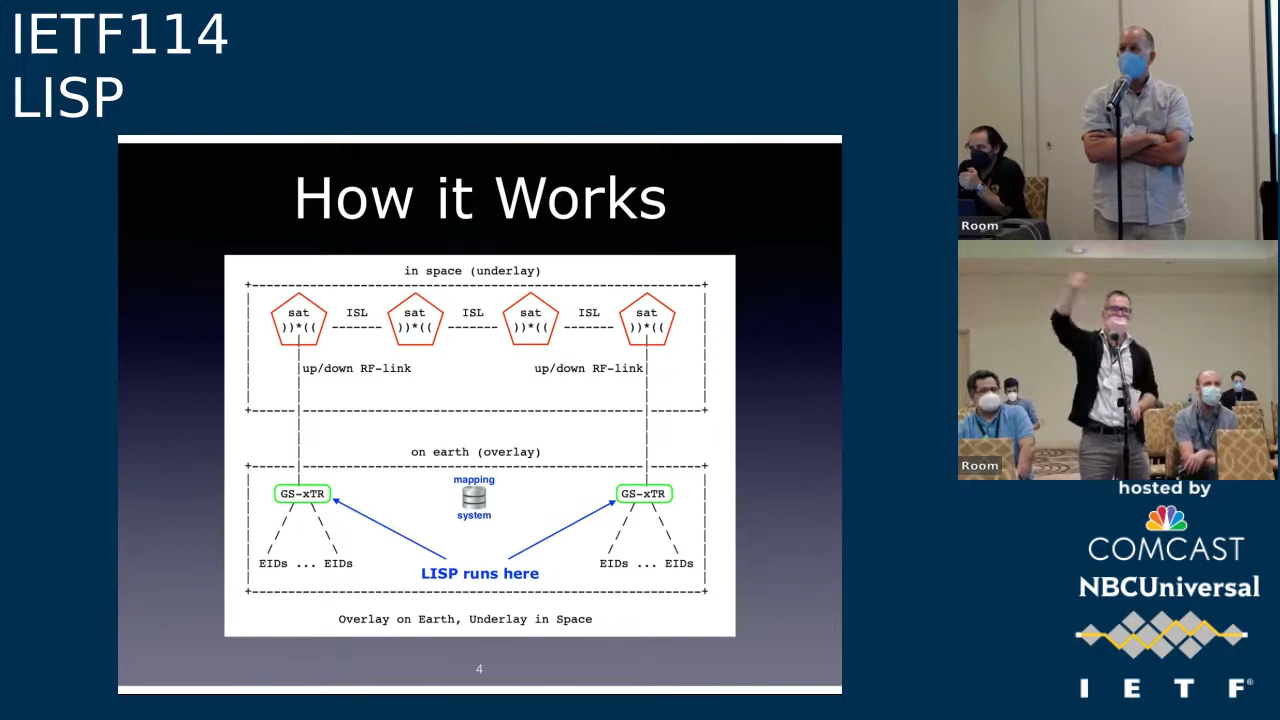 IETF114
LISP
How it Works
in space (underlay)
sat ISL sat ISL sat ISL sat
))*(( ))*(( ))*(( ))*((
up/down RF-link up/down RF-link
on earth (overlay)
mapping
GS-xTR GS-xTR
system
EIDs ... EIDs EIDs ... EIDs
LISP runs here
Overlay on Earth, Underlay in Space
4
Room
Room
hosted by
COMCAST
NBCUniversal
I E T F®